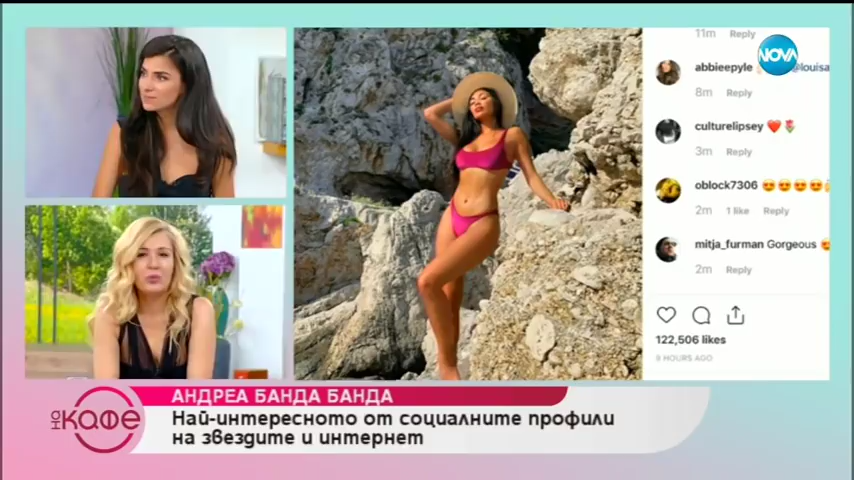 11m Reply
NOVA
abbieepyle @louisa
8m Reply
culturelipsey ❤️🌷
3m Reply
oblock7306 😍😍😍😍
2m 1 like Reply
mitja_furman Gorgeous 😍
2m Reply
122,506 likes
9 HOURS AGO
АНДРЕА БАНДА БАНДА
НА КАФЕ
Най-интересното от социалните профили
на звездите и интернет